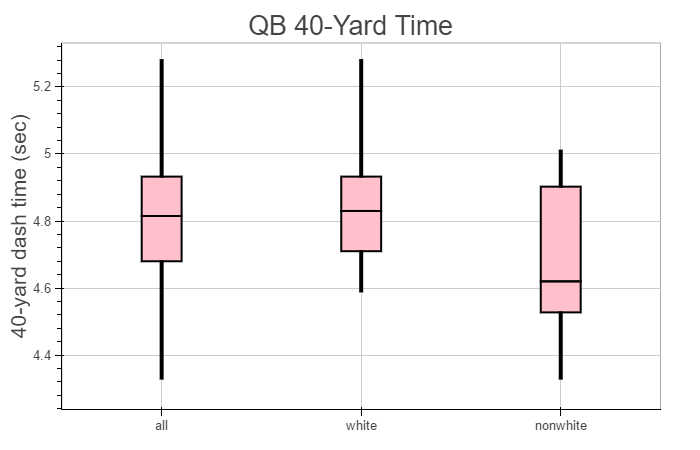 QB 40-Yard Time
40-yard dash time (sec)
5.2
5
4.8
4.6
4.4
all
white
nonwhite